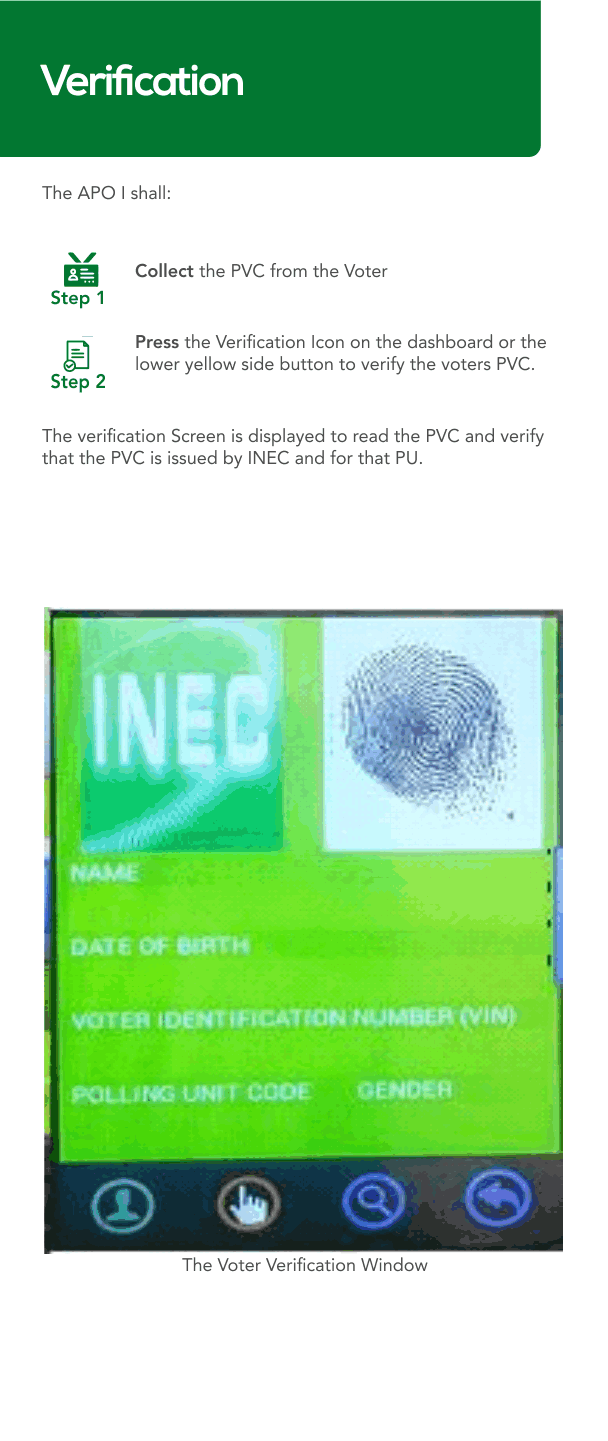 Verification
The APO I shall:
Collect the PVC from the Voter
Step 1
Press the Verification Icon on the dashboard or the
lower yellow side button to verify the voters PVC.
Step 2
The verification Screen is displayed to read the PVC and verify
that the PVC is issued by INEC and for that PU.
INEC
NAME
DATE OF BIRTH
VOTER IDENTIFICATION NUMBER (VIN)
POLLING UNIT CODE GENDER
The Voter Verification Window